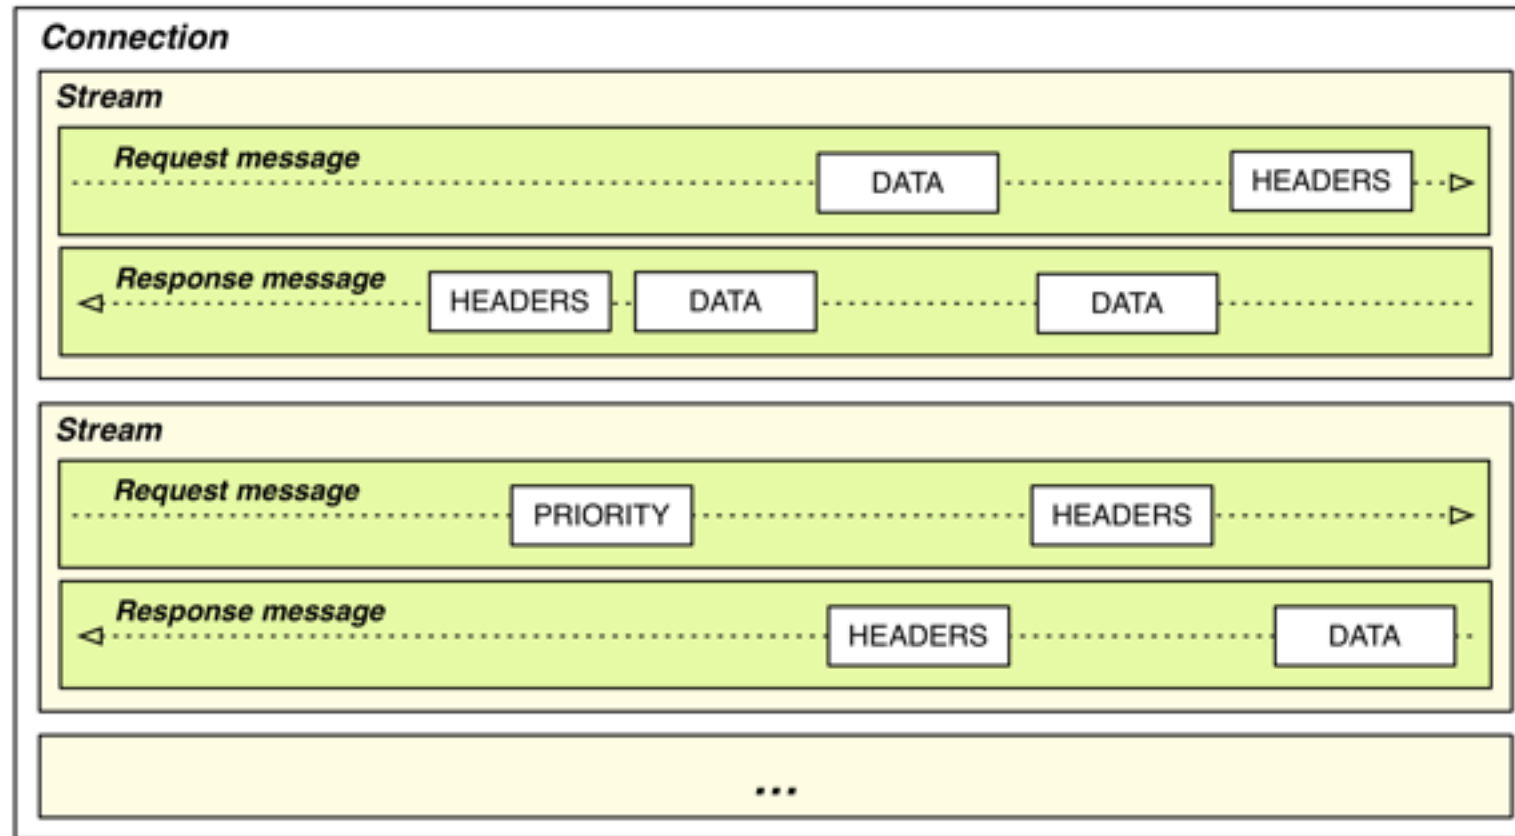 Connection
Stream
Request message
DATA
HEADERS
Response message
HEADERS
DATA
DATA
Stream
Request message
PRIORITY
HEADERS
Response message
HEADERS
DATA
...